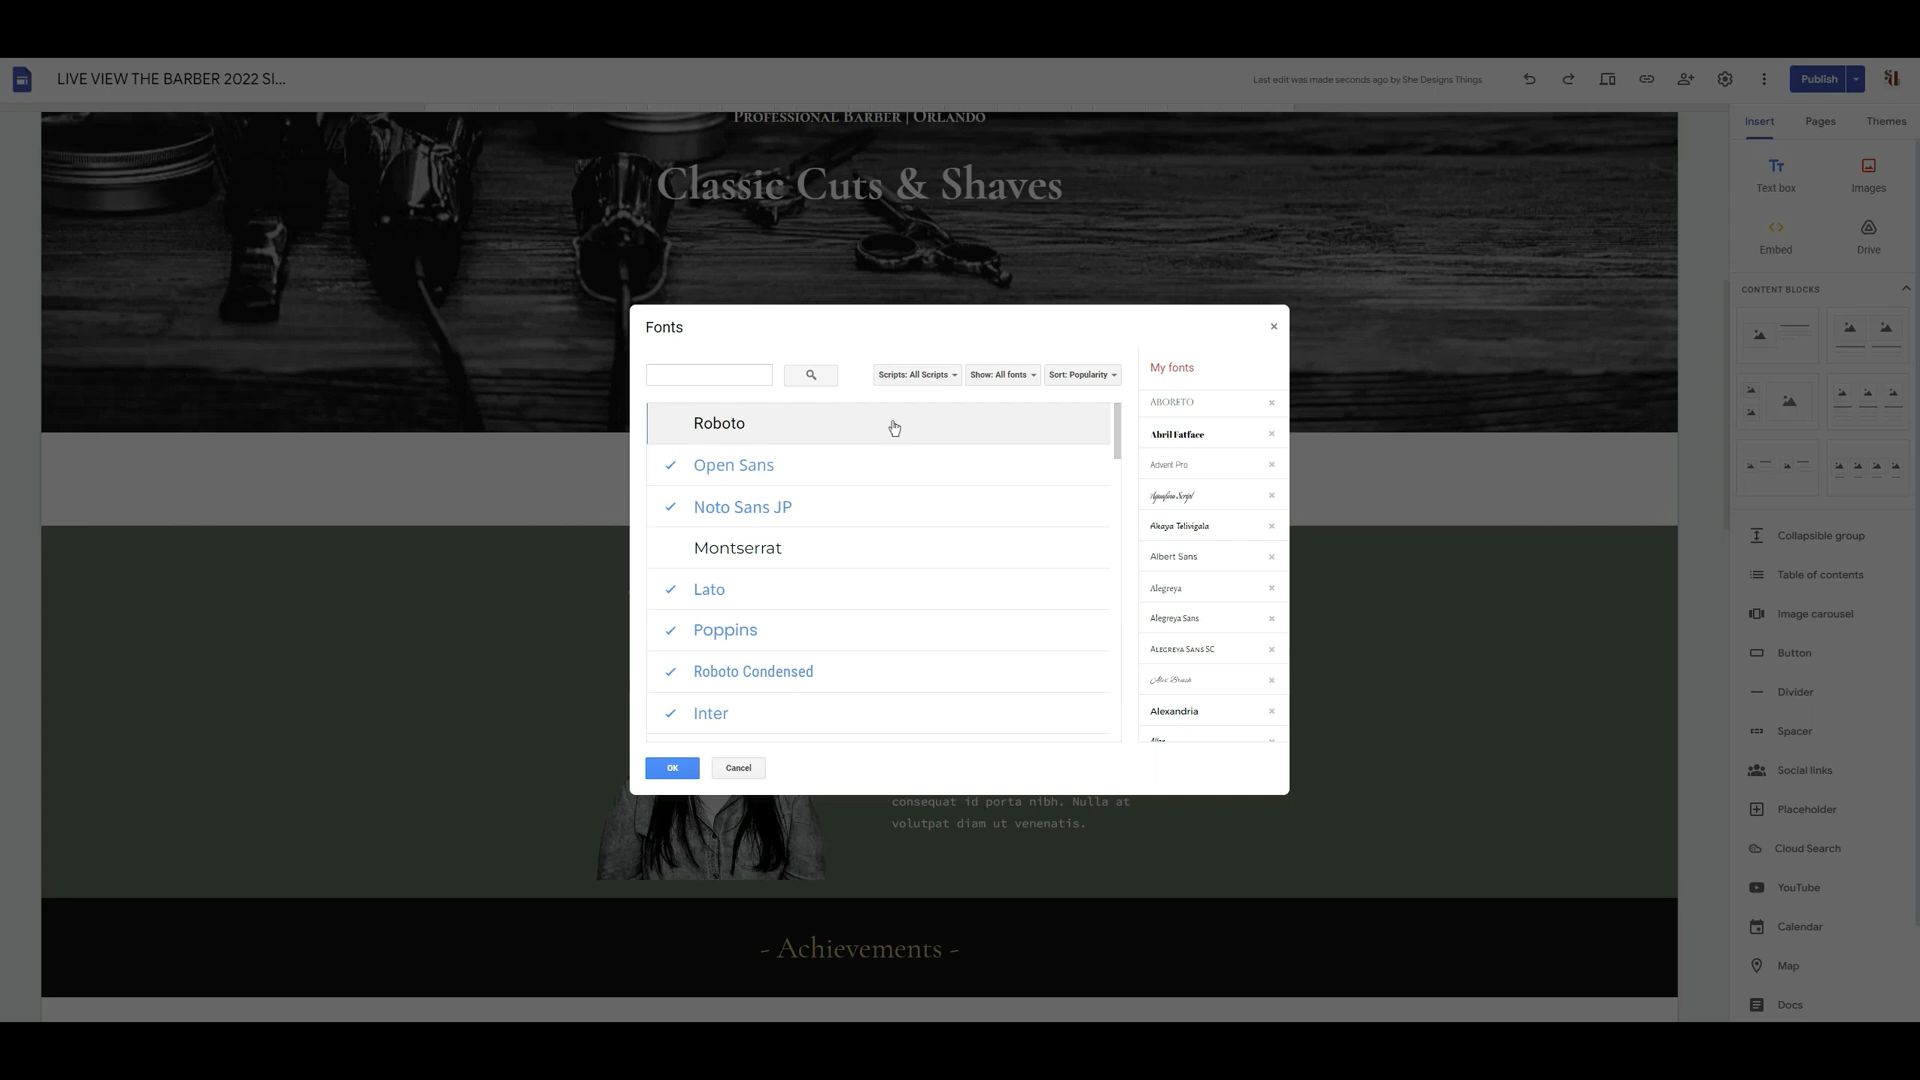 LIVE VIEW THE BARBER 2022 SI...
Last edit was made seconds ago by She Designs Things
Publish
PROFESSIONAL BARBER | ORLANDO
Classic Cuts & Shaves
Insert
Pages
Themes
Text box
Images
Embed
Drive
CONTENT BLOCKS
Collapsible group
Table of contents
Image carousel
Button
Divider
Spacer
Social links
Placeholder
Cloud Search
YouTube
Calendar
Map
Docs
Fonts
Scripts: All Scripts
Show: All fonts
Sort: Popularity
Roboto
Open Sans
Noto Sans JP
Montserrat
Lato
Poppins
Roboto Condensed
Inter
My fonts
ABORETO
Abril Fatface
Advent Pro
Aguafina Script
Akaya Telivigala
Albert Sans
Alegreya
Alegreya Sans
ALEGREYA SANS SC
Alex Brush
Alexandria
OK
Cancel
consequat id porta nibh. Nulla at
volutpat diam ut venenatis.
- Achievements -